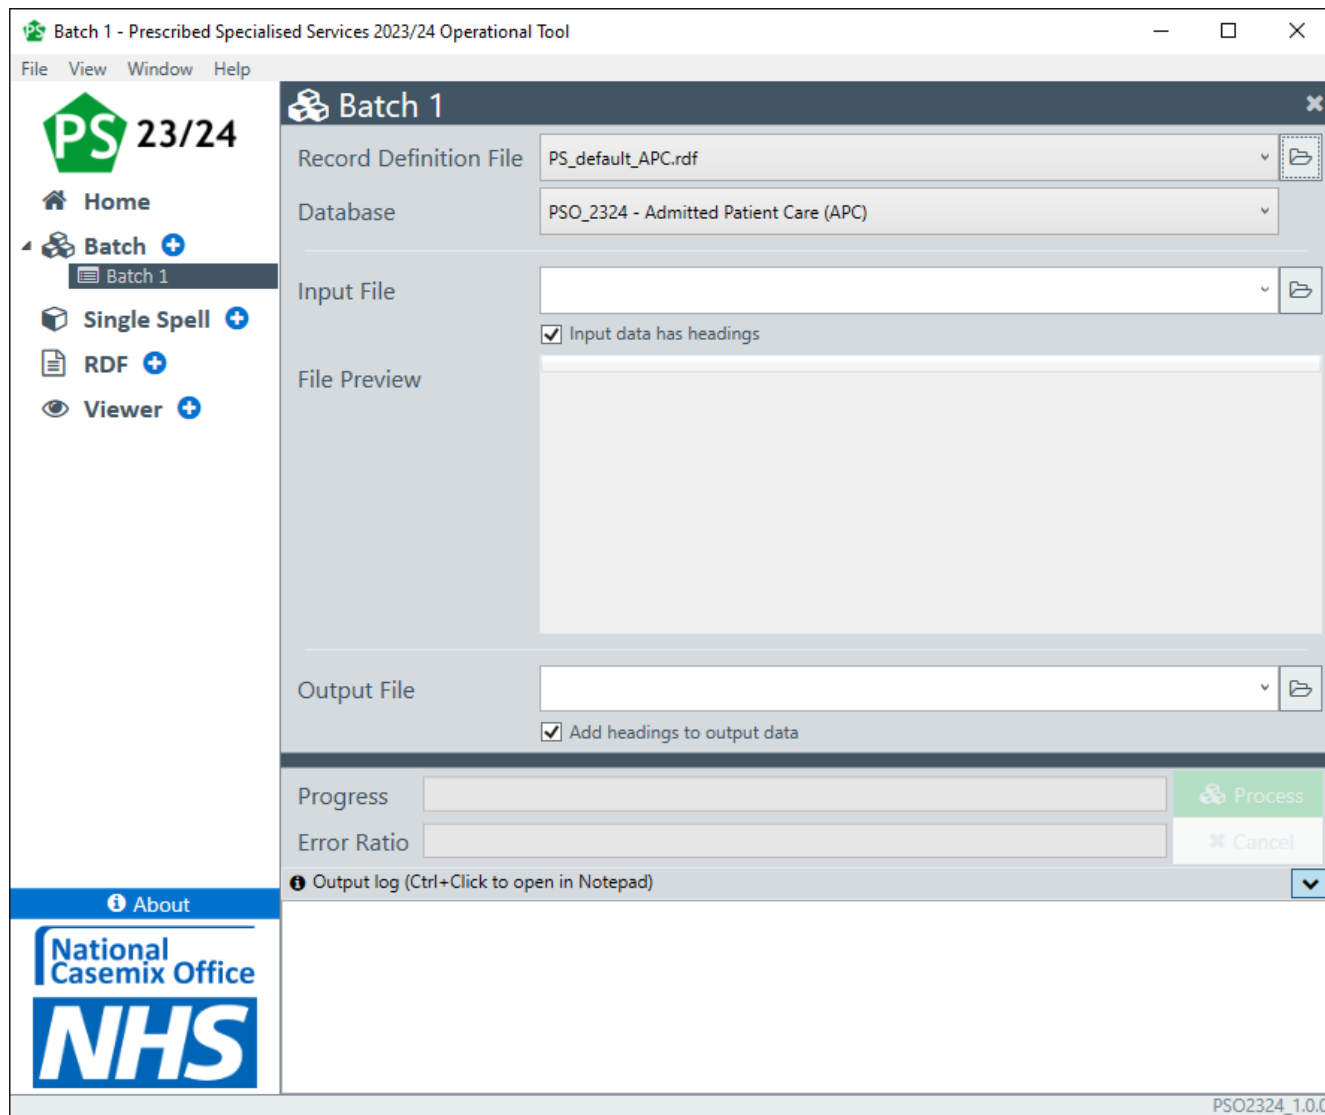 Batch 1 - Prescribed Specialised Services 2023/24 Operational Tool
File View Window Help
PS 23/24
Home
Batch
Batch 1
Single Spell
RDF
Viewer
About
National
Casemix Office
NHS
Batch 1
Record Definition File PS_default_APC.rdf
Database PSO_2324 - Admitted Patient Care (APC)
Input File
Input data has headings
File Preview
Output File
Add headings to output data
Progress Process
Error Ratio Cancel
Output log (Ctrl+Click to open in Notepad)
PSO2324_1.0.0